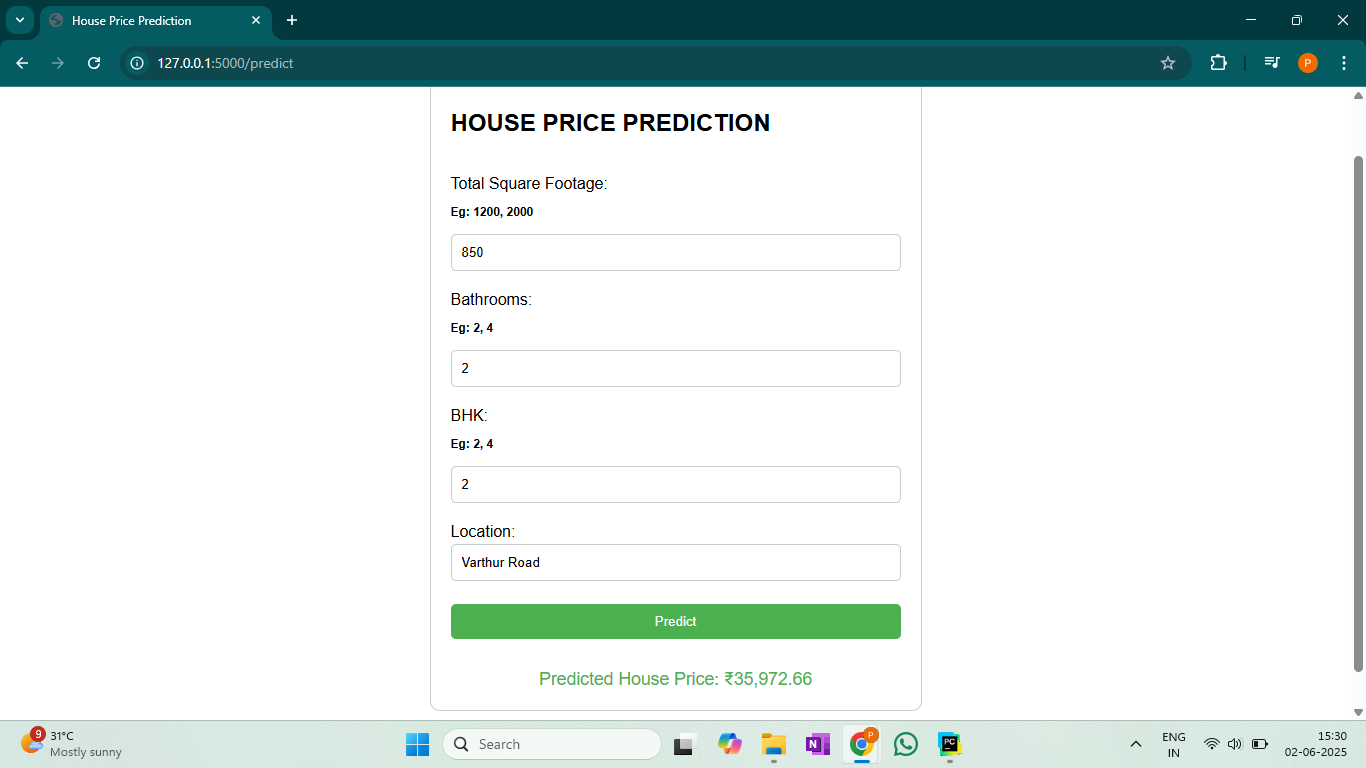 House Price Prediction
127.0.0.1:5000/predict
P
HOUSE PRICE PREDICTION
Total Square Footage:
Eg: 1200, 2000
850
Bathrooms:
Eg: 2, 4
2
BHK:
Eg: 2, 4
2
Location:
Varthur Road
Predict
Predicted House Price: ₹35,972.66
9
31°C
Mostly sunny
Search
N
P
PC
ENG
IN
15:30
02-06-2025